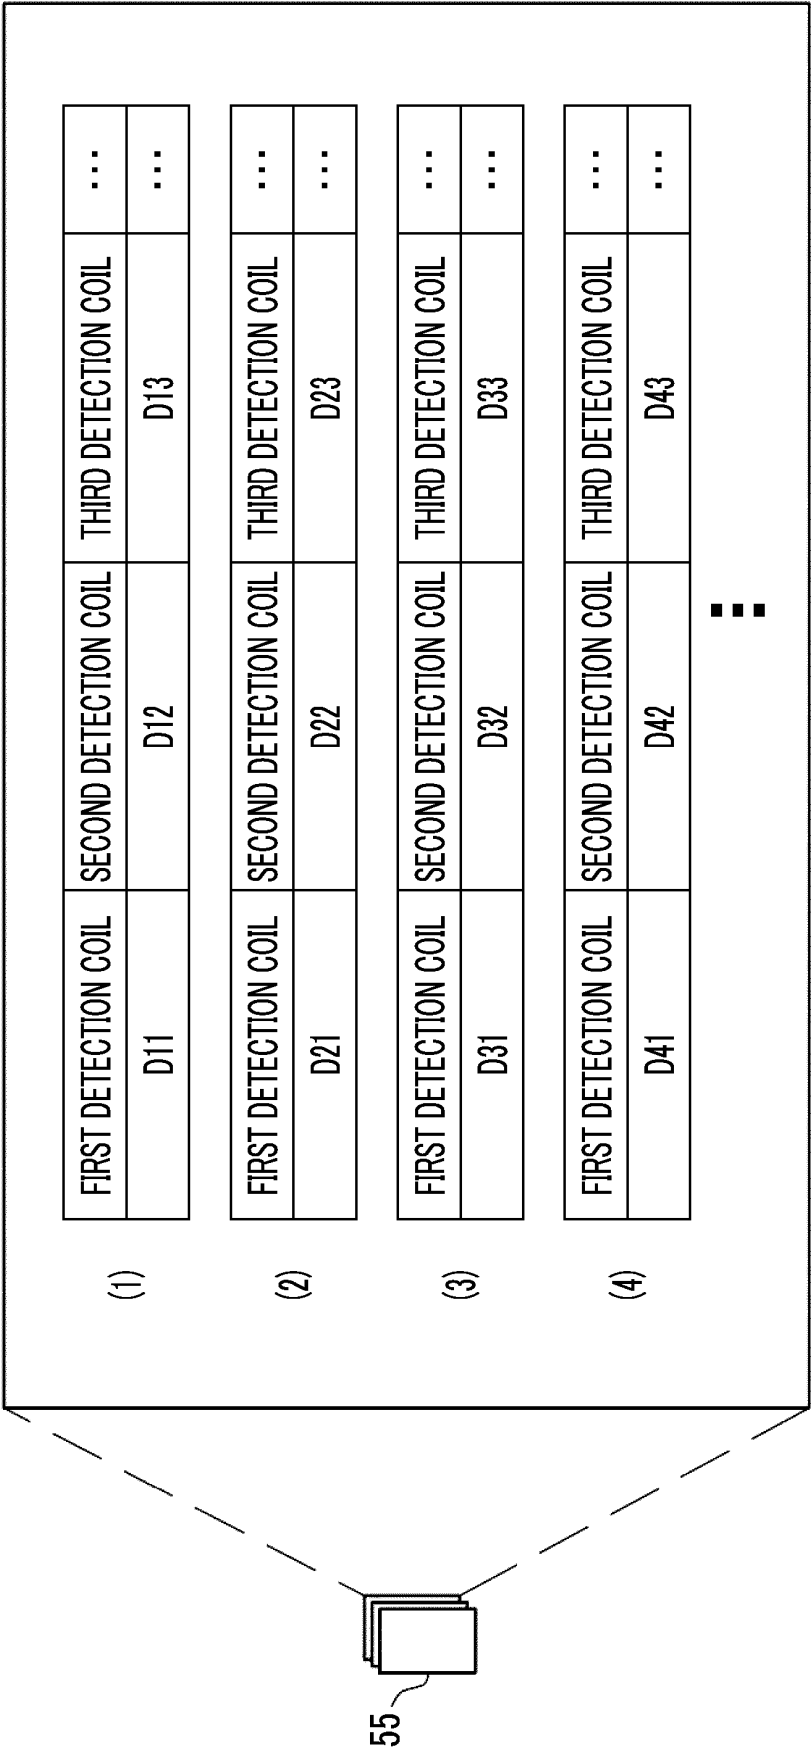 55
(1)
FIRST DETECTION COIL SECOND DETECTION COIL THIRD DETECTION COIL ...
D11 D12 D13 ...
(2)
FIRST DETECTION COIL SECOND DETECTION COIL THIRD DETECTION COIL ...
D21 D22 D23 ...
(3)
FIRST DETECTION COIL SECOND DETECTION COIL THIRD DETECTION COIL ...
D31 D32 D33 ...
(4)
FIRST DETECTION COIL SECOND DETECTION COIL THIRD DETECTION COIL ...
D41 D42 D43 ...
...